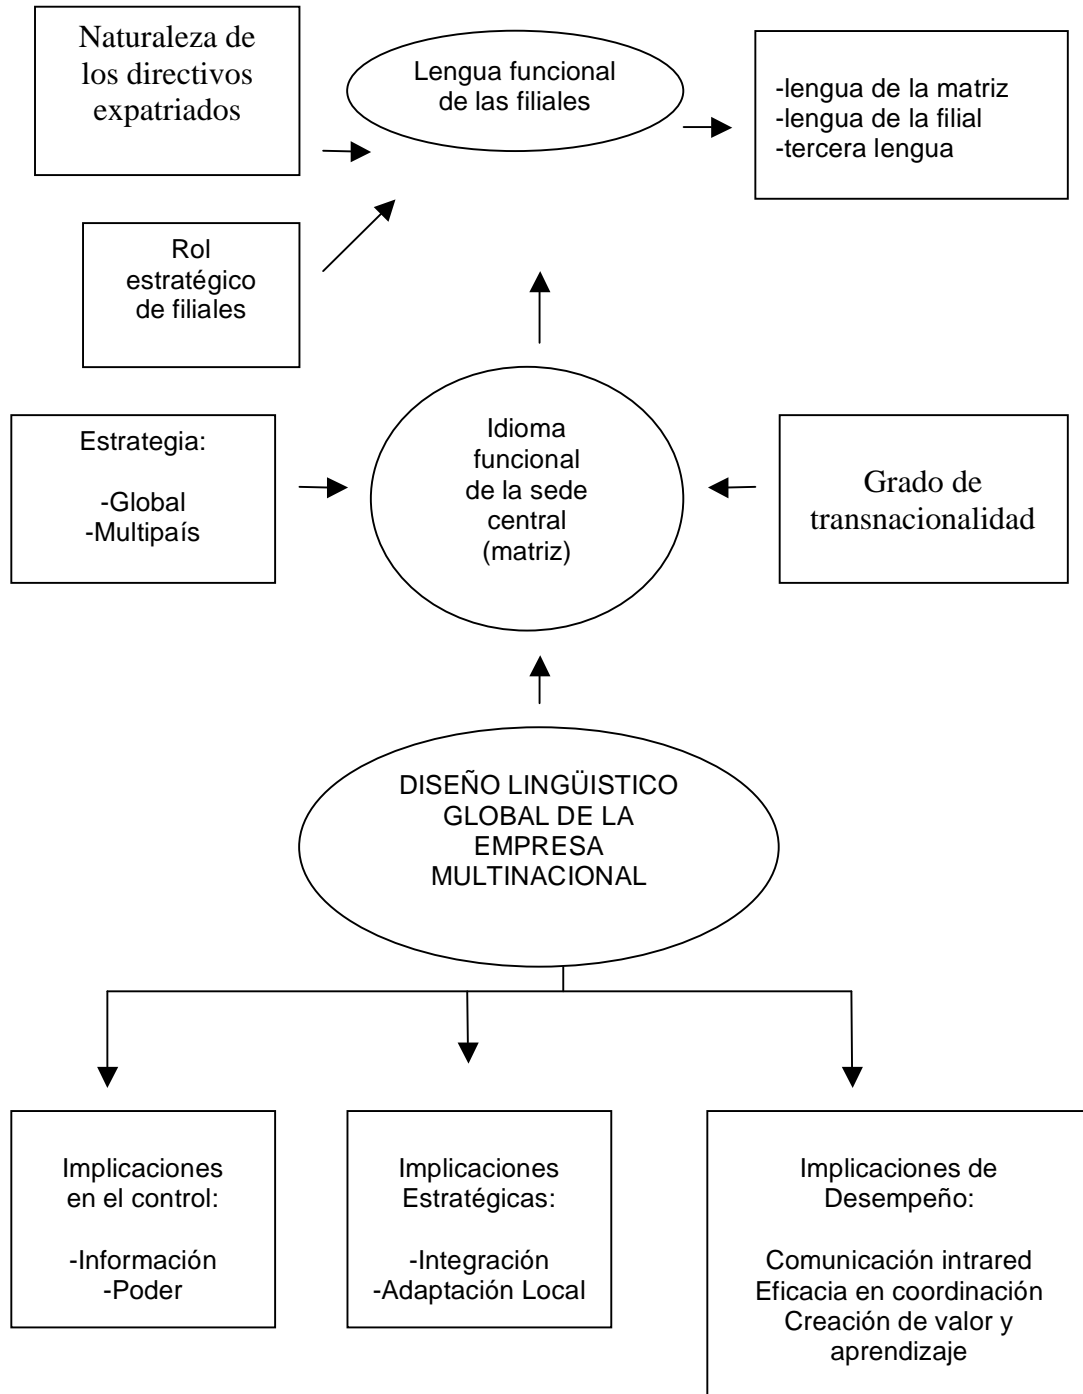 Naturaleza de
los directivos
expatriados
Lengua funcional
de las filiales
-lengua de la matriz
-lengua de la filial
-tercera lengua
Rol
estratégico
de filiales
Estrategia:
-Global
-Multipaís
Idioma
funcional
de la sede
central
(matriz)
Grado de
transnacionalidad
DISEÑO LINGÜISTICO
GLOBAL DE LA
EMPRESA
MULTINACIONAL
Implicaciones
en el control:
-Información
-Poder
Implicaciones
Estratégicas:
-Integración
-Adaptación Local
Implicaciones de
Desempeño:
Comunicación intrared
Eficacia en coordinación
Creación de valor y
aprendizaje